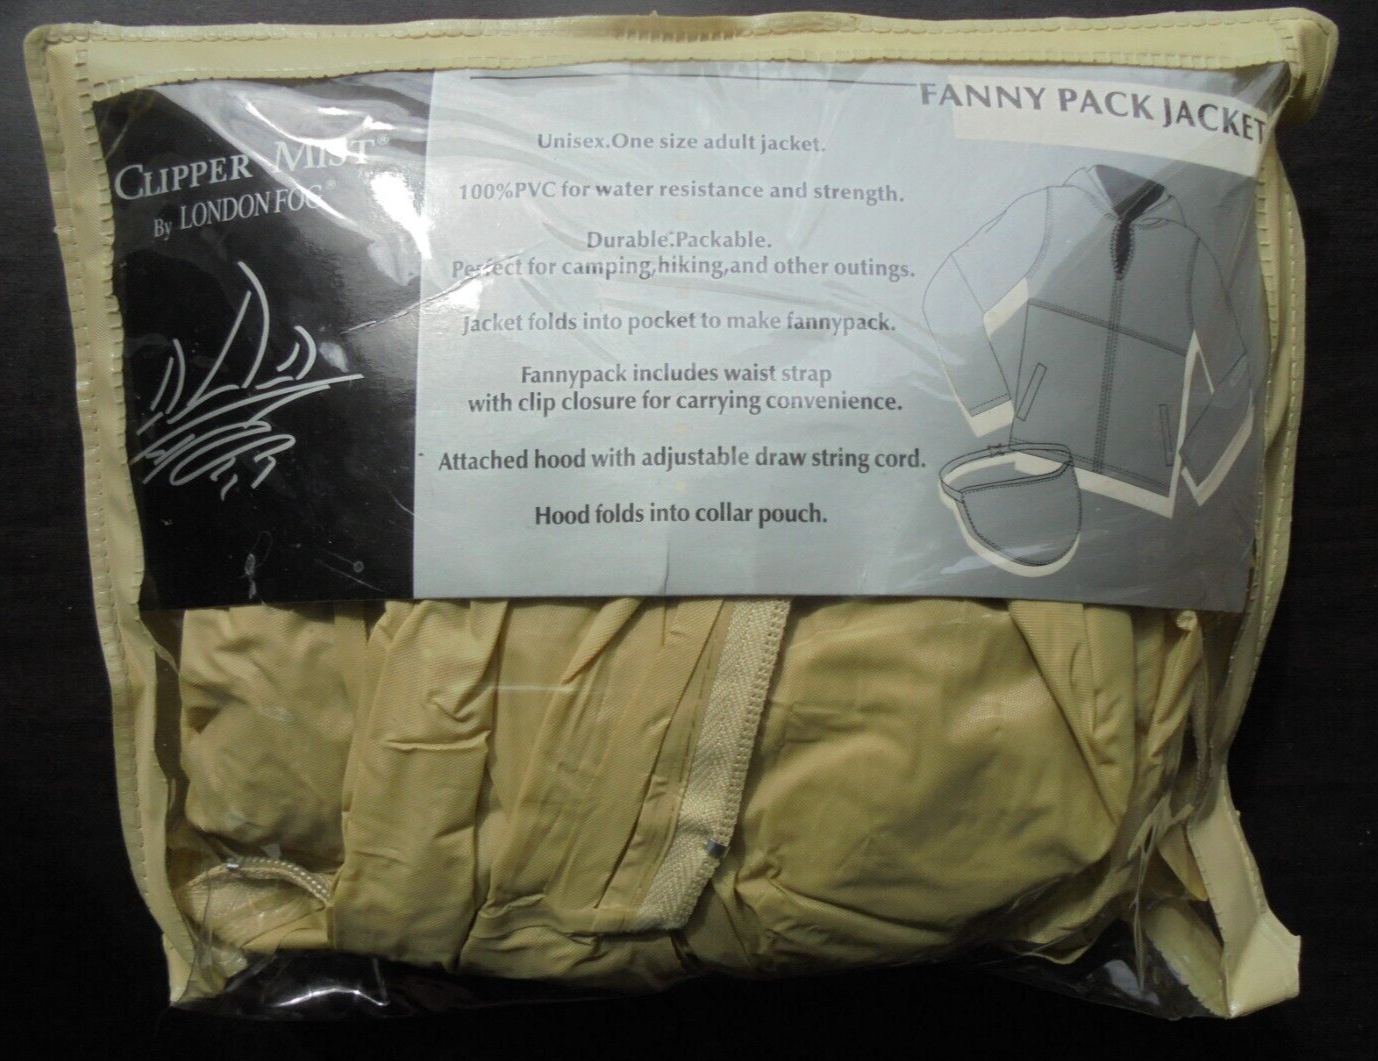 CLIPPER MIST®
By LONDON FOG®
FANNY PACK JACKET
Unisex.One size adult jacket.
100%PVC for water resistance and strength.
Durable.Packable.
Perfect for camping,hiking,and other outings.
Jacket folds into pocket to make fannypack.
Fannypack includes waist strap
with clip closure for carrying convenience.
Attached hood with adjustable draw string cord.
Hood folds into collar pouch.